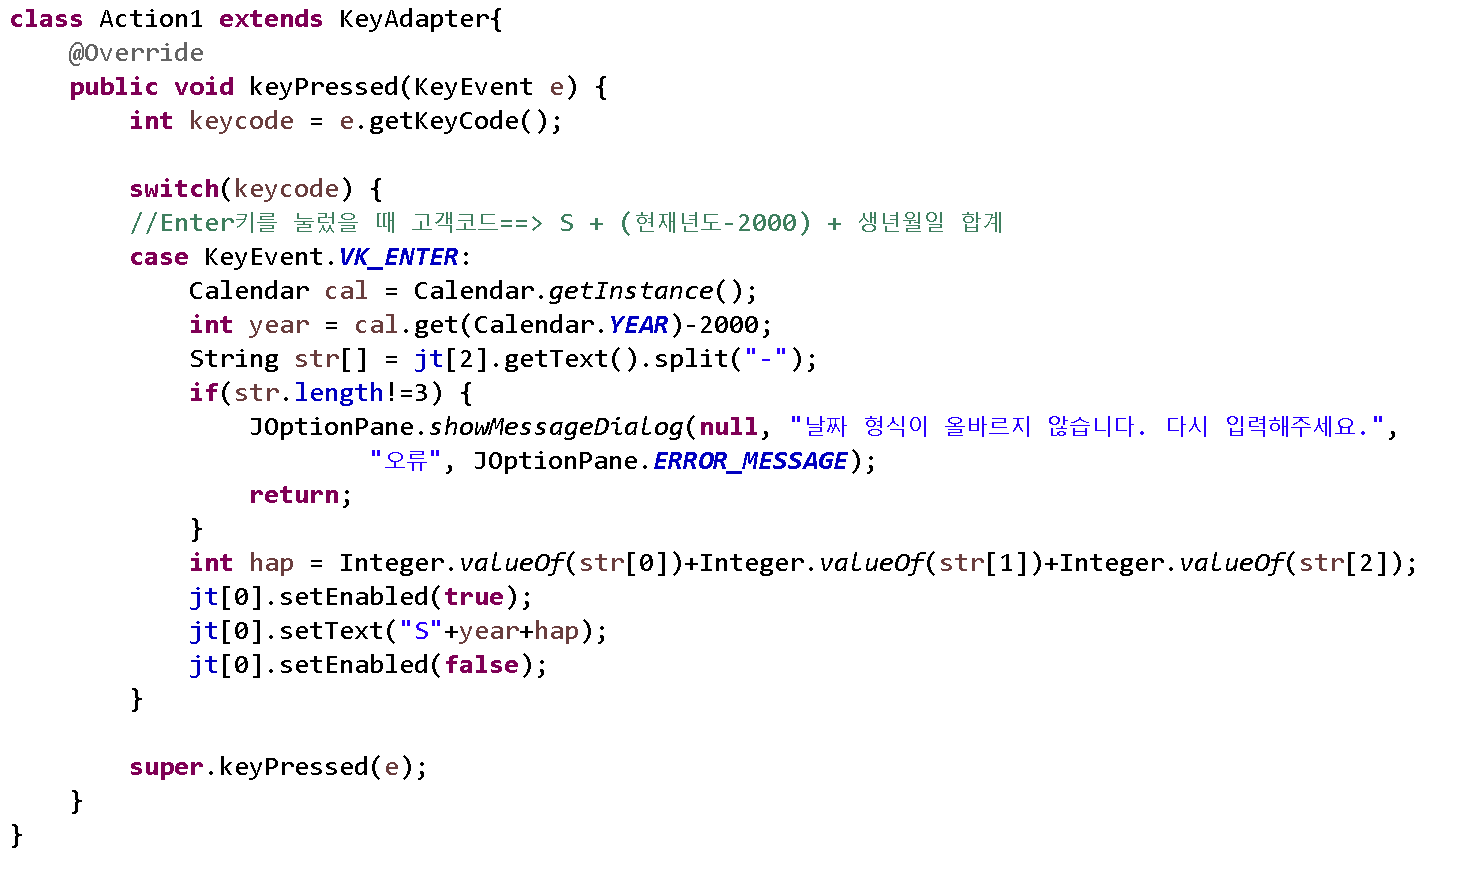 class Action1 extends KeyAdapter{
@Override
public void keyPressed(KeyEvent e) {
int keycode = e.getKeyCode();
switch(keycode) {
//Enter키를 눌렀을 때 고객코드==> S + (현재년도-2000) + 생년월일 합계
case KeyEvent.VK_ENTER:
Calendar cal = Calendar.getInstance();
int year = cal.get(Calendar.YEAR)-2000;
String str[] = jt[2].getText().split("-");
if(str.length!=3) {
JOptionPane.showMessageDialog(null, "날짜 형식이 올바르지 않습니다. 다시 입력해주세요.",
"오류", JOptionPane.ERROR_MESSAGE);
return;
}
int hap = Integer.valueOf(str[0])+Integer.valueOf(str[1])+Integer.valueOf(str[2]);
jt[0].setEnabled(true);
jt[0].setText("S"+year+hap);
jt[0].setEnabled(false);
}
super.keyPressed(e);
}
}